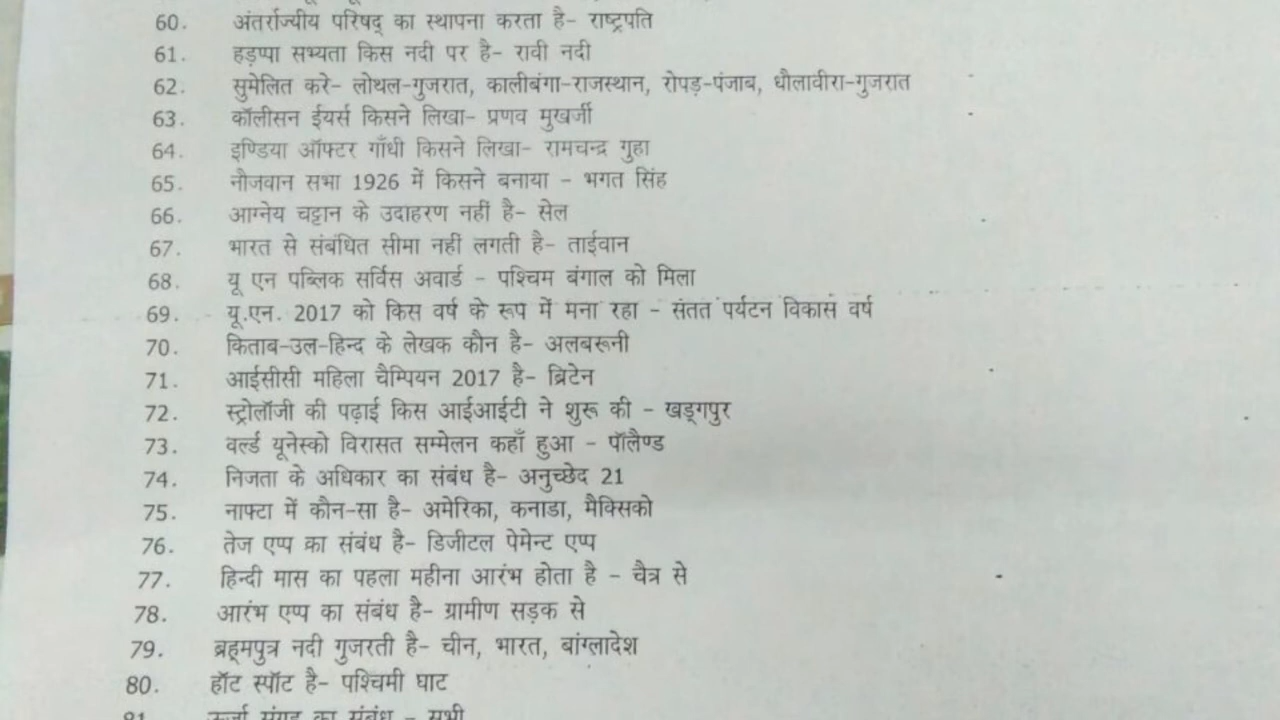 60. अंतर्राज्यीय परिषद् का स्थापना करता है- राष्ट्रपति
61. हड़प्पा सभ्यता किस नदी पर है- रावी नदी
62. सुमेलित करे- लोथल-गुजरात, कालीबंगा-राजस्थान, रोपड़-पंजाब, धौलावीरा-गुजरात
63. कॉलीसन ईयर्स किसने लिखा- प्रणव मुखर्जी
64. इण्डिया ऑफ्टर गाँधी किसने लिखा- रामचन्द्र गुहा
65. नौजवान सभा 1926 में किसने बनाया - भगत सिंह
66. आग्नेय चट्टान के उदाहरण नहीं है- सेल
67. भारत से संबंधित सीमा नहीं लगती है- ताईवान
68. यू एन पब्लिक सर्विस अवार्ड - पश्चिम बंगाल को मिला
69. यू.एन. 2017 को किस वर्ष के रूप में मना रहा - संतत पर्यटन विकास वर्ष
70. किताब-उल-हिन्द के लेखक कौन है- अलबरूनी
71. आईसीसी महिला चैम्पियन 2017 है- ब्रिटेन
72. स्ट्रोलॉजी की पढ़ाई किस आईआईटी ने शुरू की - खड़्गपुर
73. वर्ल्ड यूनेस्को विरासत सम्मेलन कहाँ हुआ - पॉलैण्ड
74. निजता के अधिकार का संबंध है- अनुच्छेद 21
75. नाफ्टा में कौन-सा है- अमेरिका, कनाडा, मैक्सिको
76. तेज एप्प का संबंध है- डिजीटल पेमेन्ट एप्प
77. हिन्दी मास का पहला महीना आरंभ होता है - चैत्र से
78. आरंभ एप्प का संबंध है- ग्रामीण सड़क से
79. ब्रह्मपुत्र नदी गुजरती है- चीन, भारत, बांग्लादेश
80. हॉट स्पॉट है- पश्चिमी घाट
81. ऊर्जा संगह का संबंध - सभी